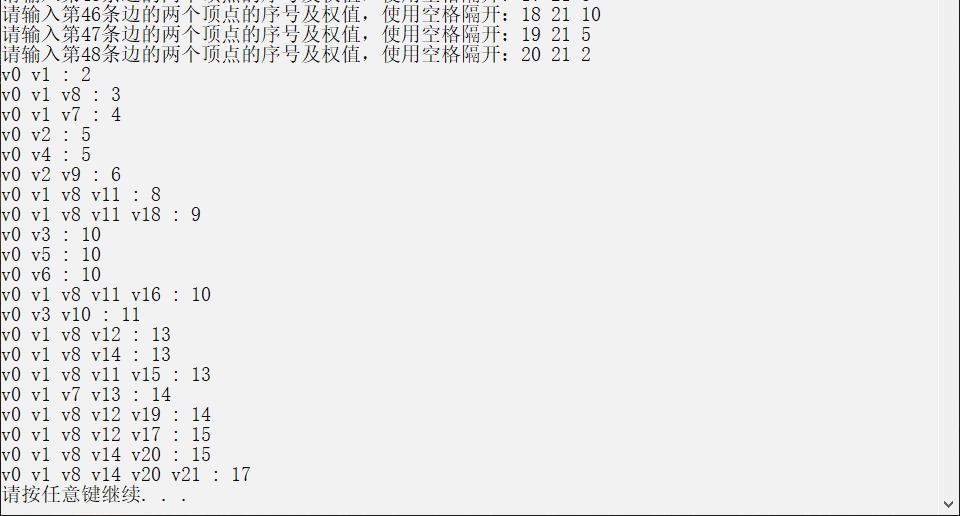 请输入第46条边的两个顶点的序号及权值，使用空格隔开：18 21 10
请输入第47条边的两个顶点的序号及权值，使用空格隔开：19 21 5
请输入第48条边的两个顶点的序号及权值，使用空格隔开：20 21 2
v0 v1 : 2
v0 v1 v8 : 3
v0 v1 v7 : 4
v0 v2 : 5
v0 v4 : 5
v0 v2 v9 : 6
v0 v1 v8 v11 : 8
v0 v1 v8 v11 v18 : 9
v0 v3 : 10
v0 v5 : 10
v0 v6 : 10
v0 v1 v8 v11 v16 : 10
v0 v3 v10 : 11
v0 v1 v8 v12 : 13
v0 v1 v8 v14 : 13
v0 v1 v8 v11 v15 : 13
v0 v1 v7 v13 : 14
v0 v1 v8 v12 v19 : 14
v0 v1 v8 v12 v17 : 15
v0 v1 v8 v14 v20 : 15
v0 v1 v8 v14 v20 v21 : 17
请按任意键继续. . .